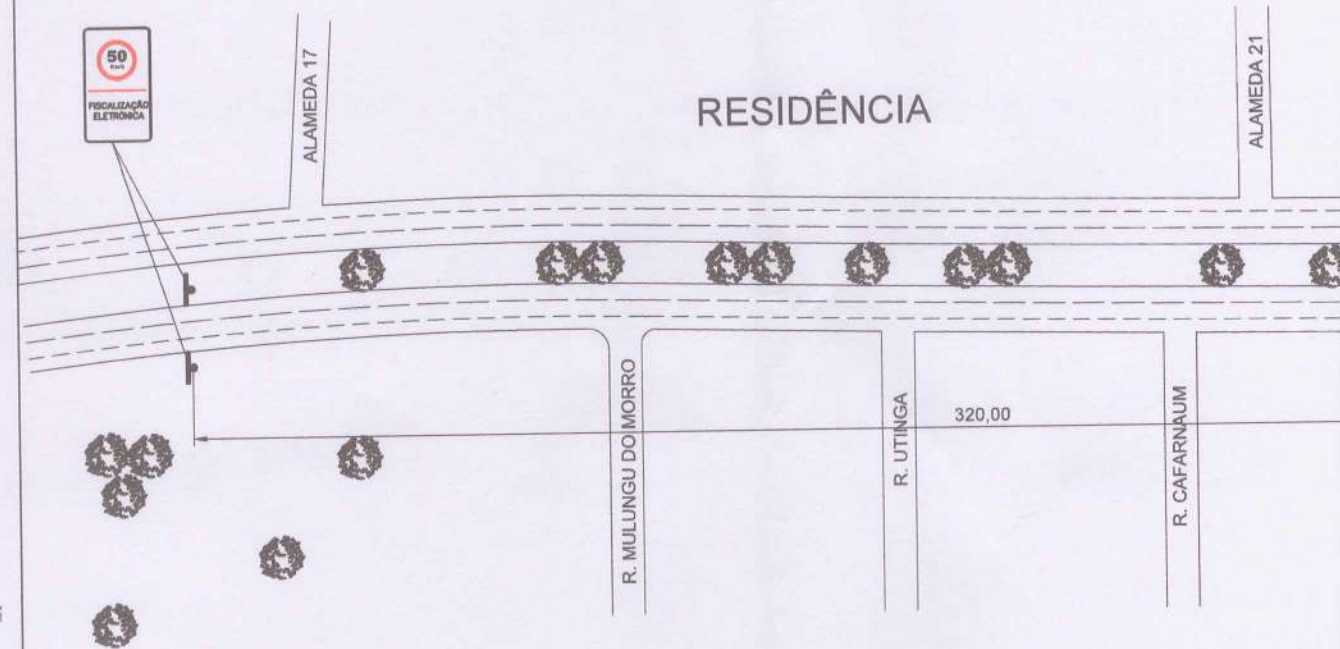 50
Km/h
FISCALIZAÇÃO
ELETRÔNICA
ALAMEDA 17
RESIDÊNCIA
ALAMEDA 21
R. MULUNGU DO MORRO
R. UTINGA
320,00
R. CAFARNAUM